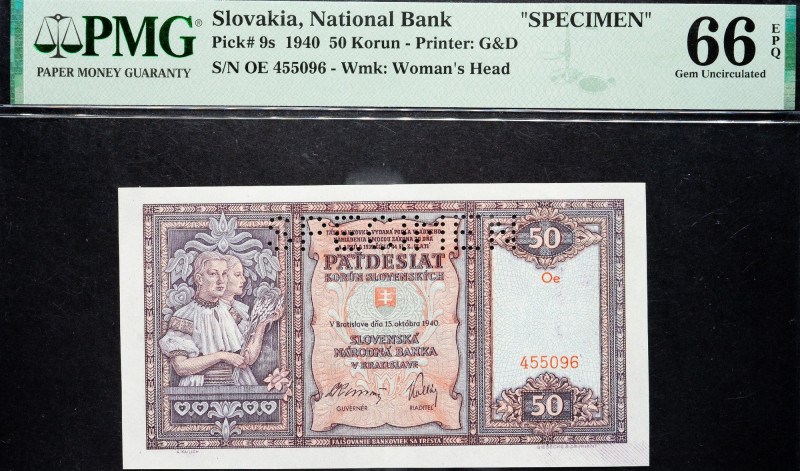 PMG
PAPER MONEY GUARANTY
Slovakia, National Bank "SPECIMEN"
Pick# 9s 1940 50 Korun - Printer: G&D
S/N OE 455096 - Wmk: Woman's Head
66 EPQ
Gem Uncirculated
50
Oe
PÄŤDESIAT
KORÚN SLOVENSKÝCH
V Bratislave dňa 15. októbra 1940.
SLOVENSKÁ
NÁRODNÁ BANKA
V BRATISLAVE
455096
GUVERNÉR RIADITEĽ
50
FALŠOVANIE BANKOVIEK SA TRESTÁ